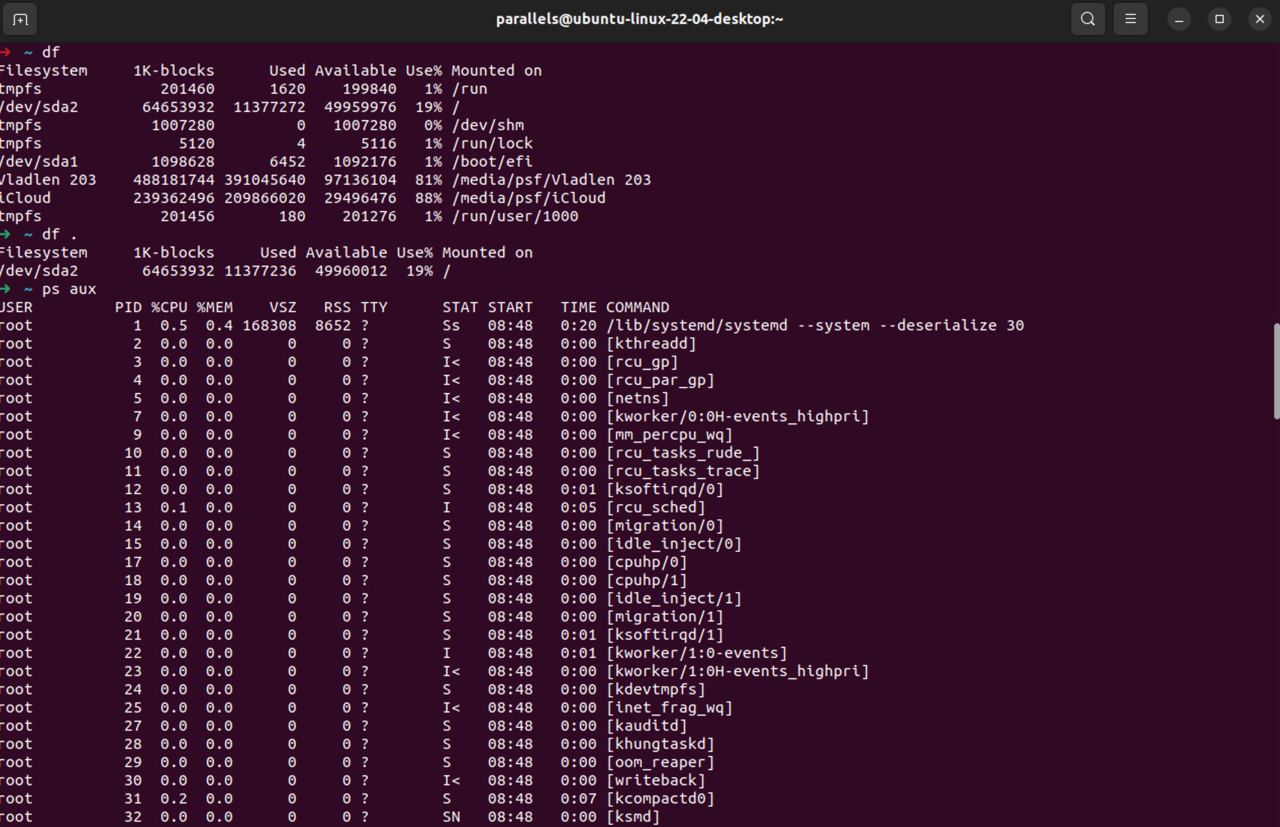 parallels@ubuntu-linux-22-04-desktop:~
➜ ~ df
Filesystem 1K-blocks Used Available Use% Mounted on
tmpfs 201460 1620 199840 1% /run
/dev/sda2 64653932 11377272 49959976 19% /
tmpfs 1007280 0 1007280 0% /dev/shm
tmpfs 5120 4 5116 1% /run/lock
/dev/sda1 1098628 6452 1092176 1% /boot/efi
Vladlen 203 488181744 391045640 97136104 81% /media/psf/Vladlen 203
iCloud 239362496 209866020 29496476 88% /media/psf/iCloud
tmpfs 201456 180 201276 1% /run/user/1000
➜ ~ df .
Filesystem 1K-blocks Used Available Use% Mounted on
/dev/sda2 64653932 11377236 49960012 19% /
➜ ~ ps aux
USER PID %CPU %MEM VSZ RSS TTY STAT START TIME COMMAND
root 1 0.5 0.4 168308 8652 ? Ss 08:48 0:20 /lib/systemd/systemd --system --deserialize 30
root 2 0.0 0.0 0 0 ? S 08:48 0:00 [kthreadd]
root 3 0.0 0.0 0 0 ? I< 08:48 0:00 [rcu_gp]
root 4 0.0 0.0 0 0 ? I< 08:48 0:00 [rcu_par_gp]
root 5 0.0 0.0 0 0 ? I< 08:48 0:00 [netns]
root 7 0.0 0.0 0 0 ? I< 08:48 0:00 [kworker/0:0H-events_highpri]
root 9 0.0 0.0 0 0 ? I< 08:48 0:00 [mm_percpu_wq]
root 10 0.0 0.0 0 0 ? S 08:48 0:00 [rcu_tasks_rude_]
root 11 0.0 0.0 0 0 ? S 08:48 0:00 [rcu_tasks_trace]
root 12 0.0 0.0 0 0 ? S 08:48 0:01 [ksoftirqd/0]
root 13 0.1 0.0 0 0 ? I 08:48 0:05 [rcu_sched]
root 14 0.0 0.0 0 0 ? S 08:48 0:00 [migration/0]
root 15 0.0 0.0 0 0 ? S 08:48 0:00 [idle_inject/0]
root 17 0.0 0.0 0 0 ? S 08:48 0:00 [cpuhp/0]
root 18 0.0 0.0 0 0 ? S 08:48 0:00 [cpuhp/1]
root 19 0.0 0.0 0 0 ? S 08:48 0:00 [idle_inject/1]
root 20 0.0 0.0 0 0 ? S 08:48 0:00 [migration/1]
root 21 0.0 0.0 0 0 ? S 08:48 0:01 [ksoftirqd/1]
root 22 0.0 0.0 0 0 ? I 08:48 0:01 [kworker/1:0-events]
root 23 0.0 0.0 0 0 ? I< 08:48 0:00 [kworker/1:0H-events_highpri]
root 24 0.0 0.0 0 0 ? S 08:48 0:00 [kdevtmpfs]
root 25 0.0 0.0 0 0 ? I< 08:48 0:00 [inet_frag_wq]
root 27 0.0 0.0 0 0 ? S 08:48 0:00 [kauditd]
root 28 0.0 0.0 0 0 ? S 08:48 0:00 [khungtaskd]
root 29 0.0 0.0 0 0 ? S 08:48 0:00 [oom_reaper]
root 30 0.0 0.0 0 0 ? I< 08:48 0:00 [writeback]
root 31 0.2 0.0 0 0 ? S 08:48 0:07 [kcompactd0]
root 32 0.0 0.0 0 0 ? SN 08:48 0:00 [ksmd]